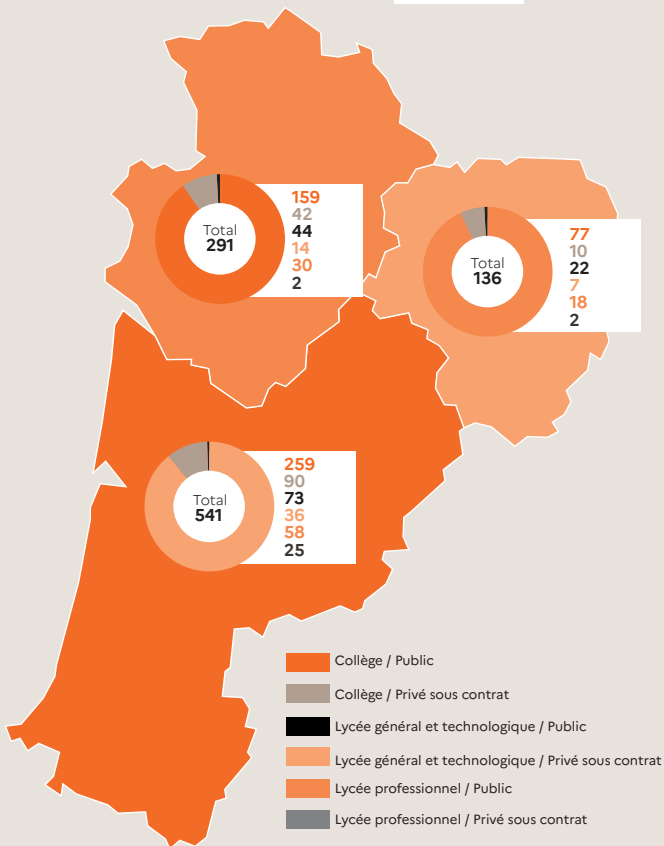 Total
291
159
42
44
14
30
2
Total
136
77
10
22
7
18
2
Total
541
259
90
73
36
58
25
Collège / Public
Collège / Privé sous contrat
Lycée général et technologique / Public
Lycée général et technologique / Privé sous contrat
Lycée professionnel / Public
Lycée professionnel / Privé sous contrat